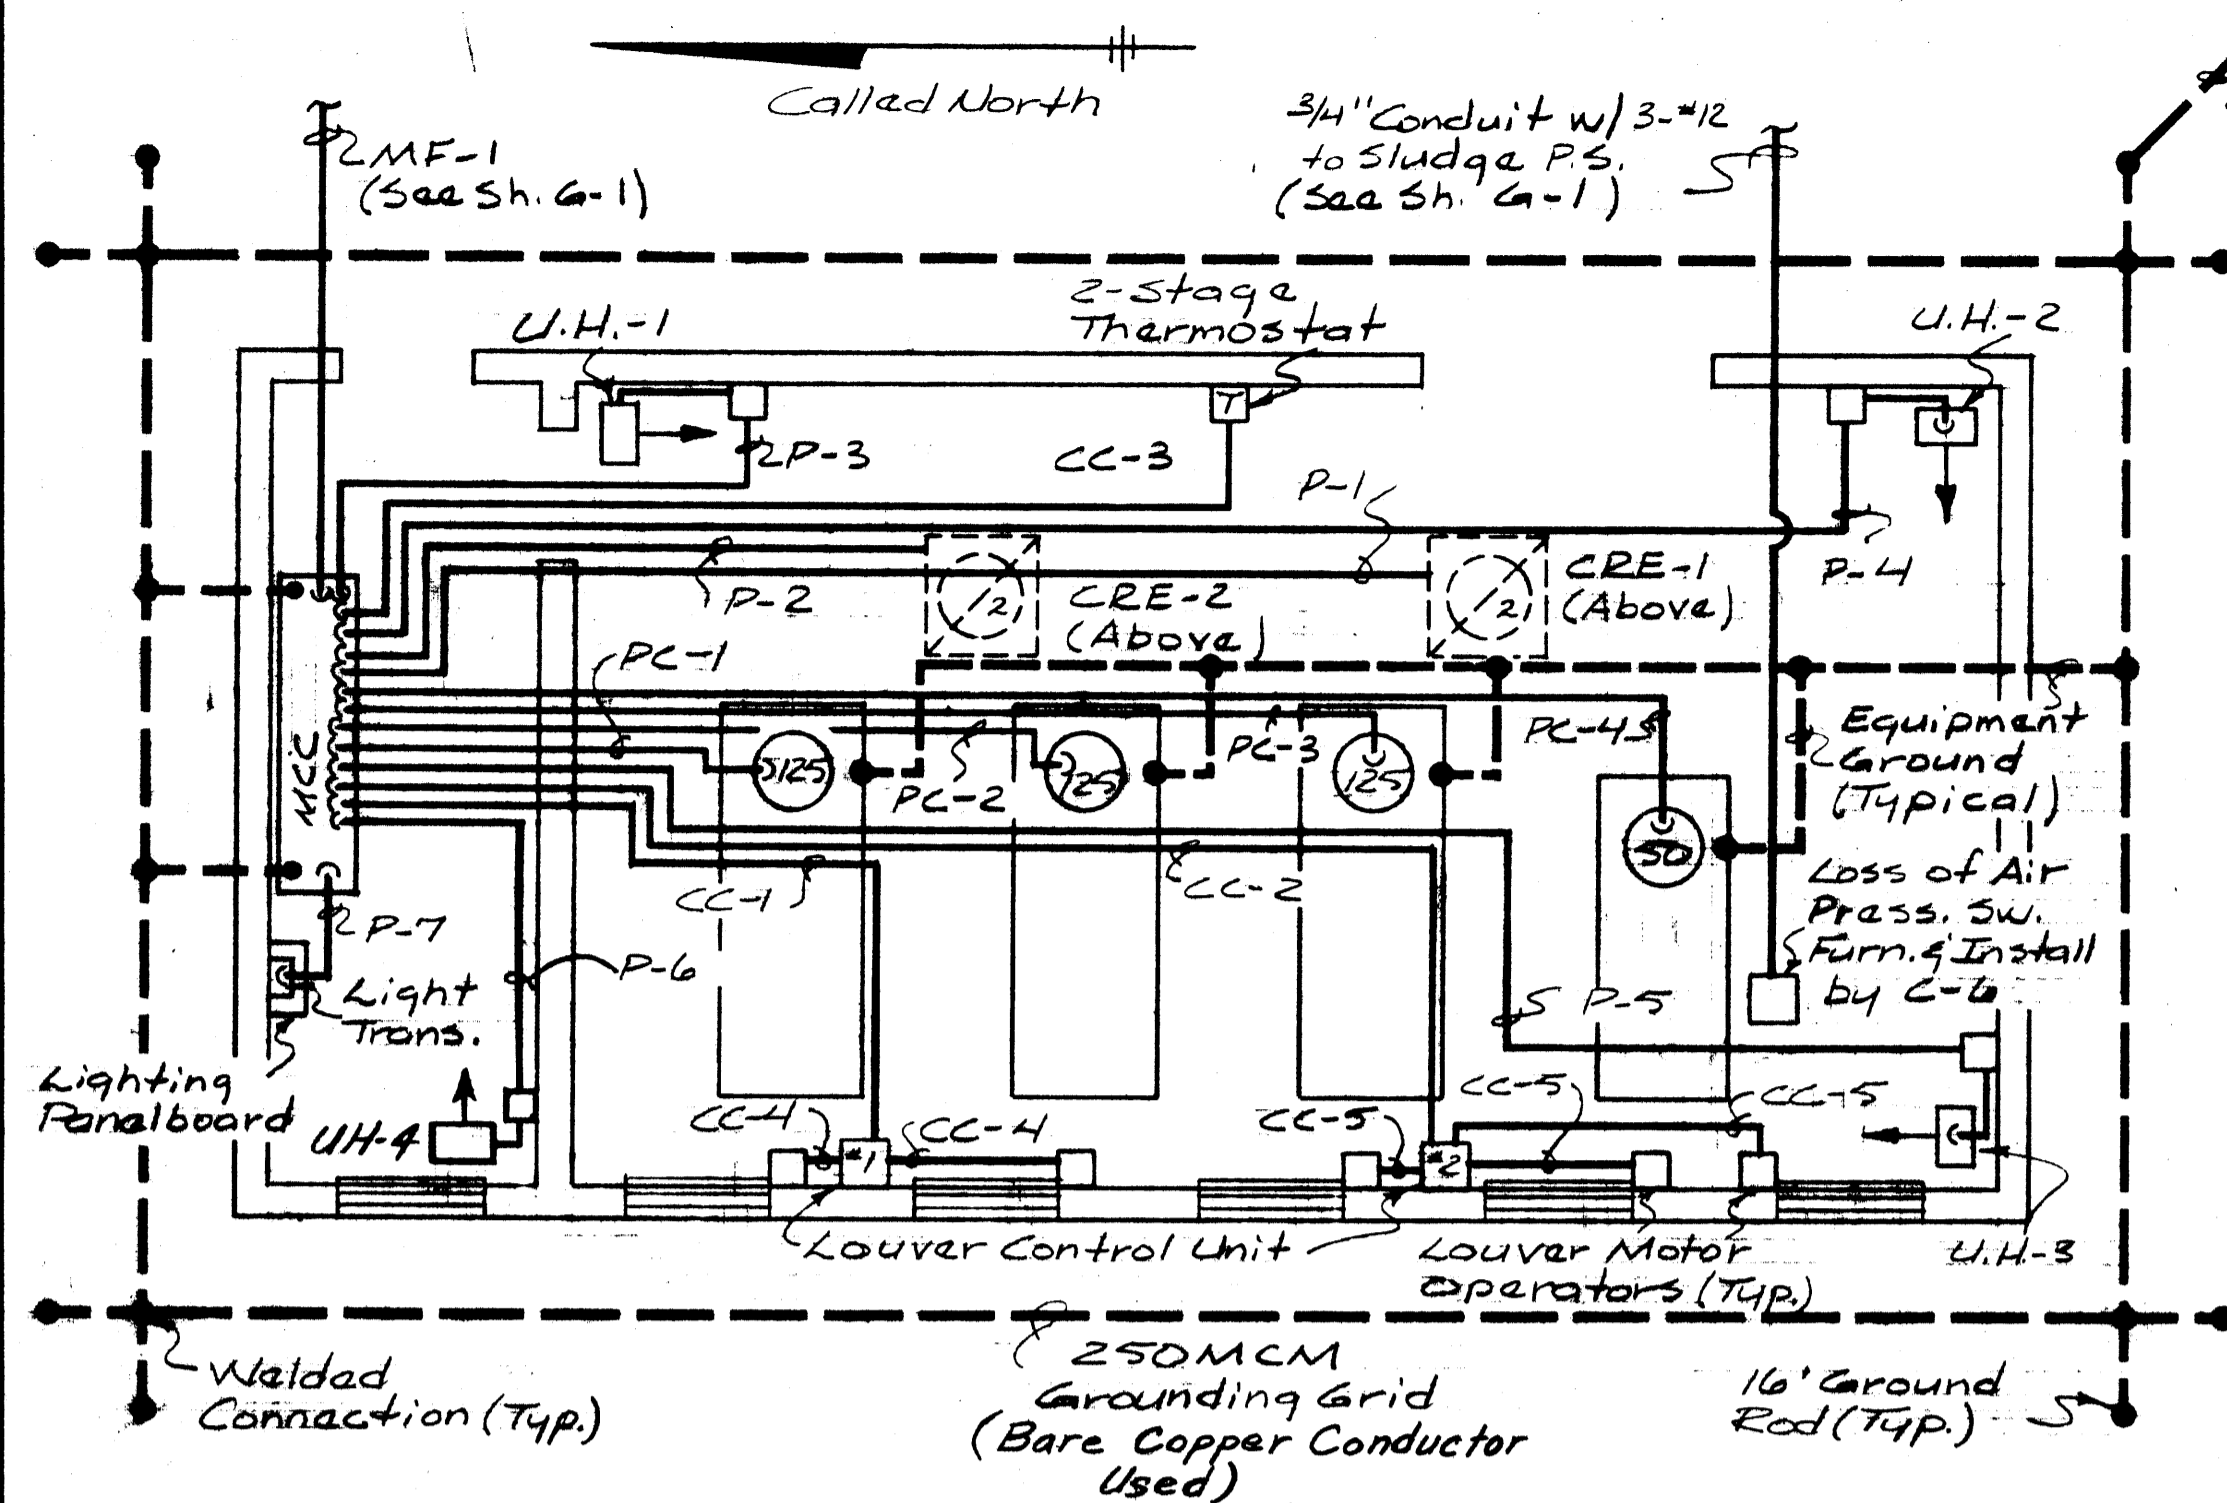 Called North
3/4" Conduit w/ 3-#12
to Sludge P.S.
(See Sh. G-1)
MF-1
(See Sh. G-1)
2-Stage
Thermostat
U.H.-1
U.H.-2
T
P-3
CC-3
P-1
P-4
P-2
CRE-2
(Above)
1/2
CRE-1
(Above)
1/2
PC-1
PC-2
PC-3
PC-4
Equipment
Ground
(Typical)
MCC
125
125
125
50
CC-1
CC-2
Loss of Air
Press. Sw.
Furn. & Install
by C-6
P-7
P-6
Light
Trans.
P-5
Lighting
Panelboard
UH-4
CC-4
CC-4
CC-5
CC-5
CC-5
#1
#2
Louver Control Unit
Louver Motor
Operators (Typ.)
U.H.-3
Welded
Connection (Typ.)
250MCM
Grounding Grid
(Bare Copper Conductor
Used)
16' Ground
Rod (Typ.)